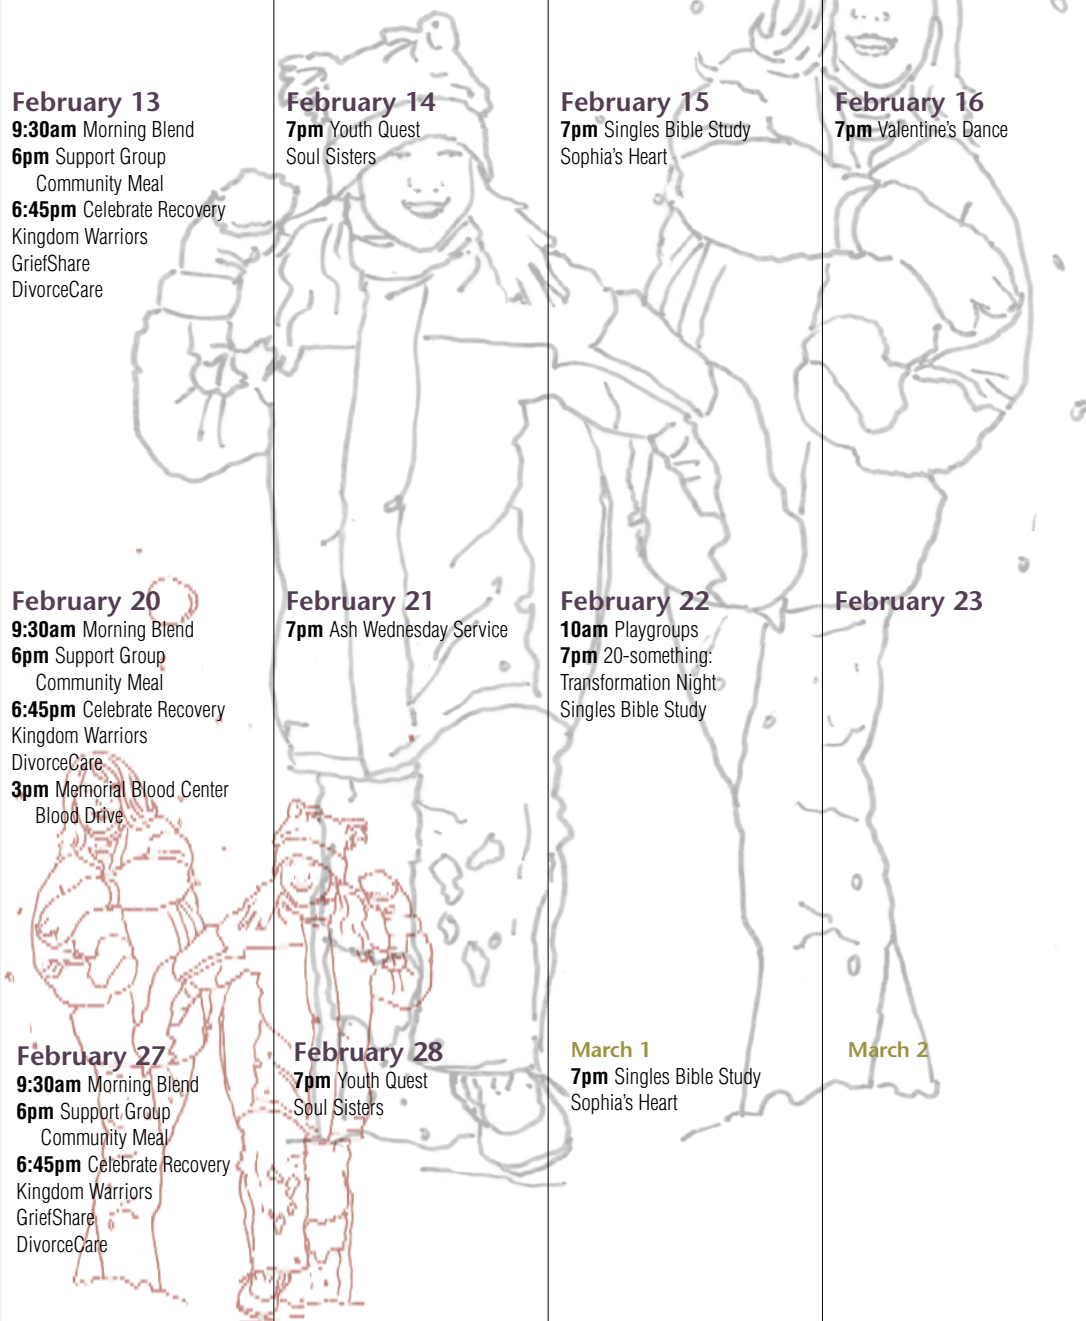 February 13
9:30am Morning Blend
6pm Support Group
Community Meal
6:45pm Celebrate Recovery
Kingdom Warriors
GriefShare
DivorceCare
February 14
7pm Youth Quest
Soul Sisters
February 15
7pm Singles Bible Study
Sophia's Heart
February 16
7pm Valentine's Dance
February 20
9:30am Morning Blend
6pm Support Group
Community Meal
6:45pm Celebrate Recovery
Kingdom Warriors
DivorceCare
3pm Memorial Blood Center
Blood Drive
February 21
7pm Ash Wednesday Service
February 22
10am Playgroups
7pm 20-something:
Transformation Night
Singles Bible Study
February 23
February 27
9:30am Morning Blend
6pm Support Group
Community Meal
6:45pm Celebrate Recovery
Kingdom Warriors
GriefShare
DivorceCare
February 28
7pm Youth Quest
Soul Sisters
March 1
7pm Singles Bible Study
Sophia's Heart
March 2